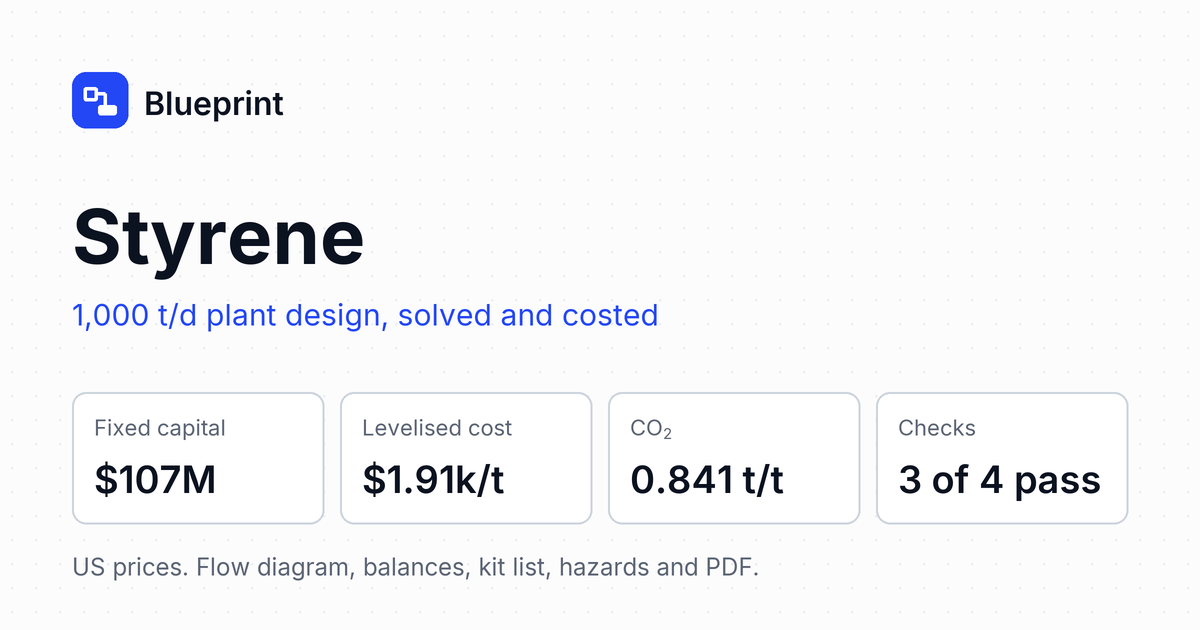 Blueprint
Styrene
1,000 t/d plant design, solved and costed
Fixed capital
$107M
Levelised cost
$1.91k/t
CO₂
0.841 t/t
Checks
3 of 4 pass
US prices. Flow diagram, balances, kit list, hazards and PDF.